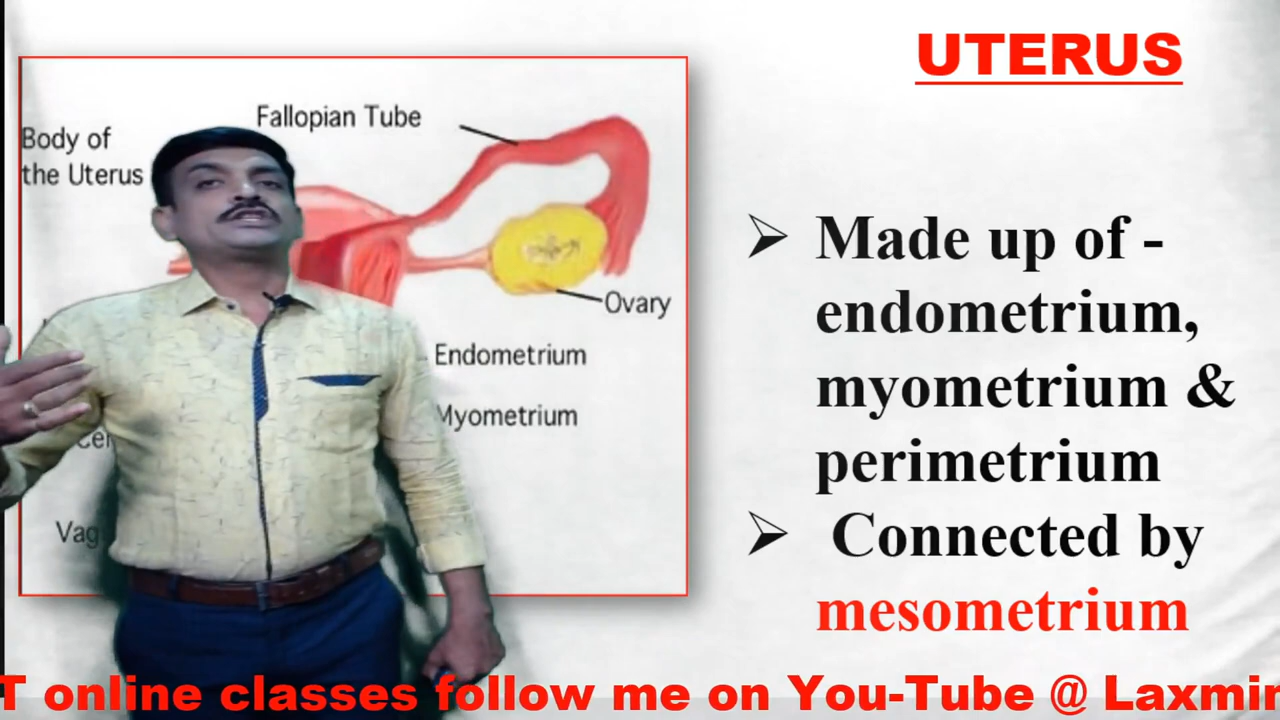 UTERUS
Fallopian Tube
Body of
the Uterus
Ovary
Endometrium
Myometrium
➢ Made up of -
endometrium,
myometrium &
perimetrium
➢ Connected by
mesometrium
online classes follow me on You-Tube @